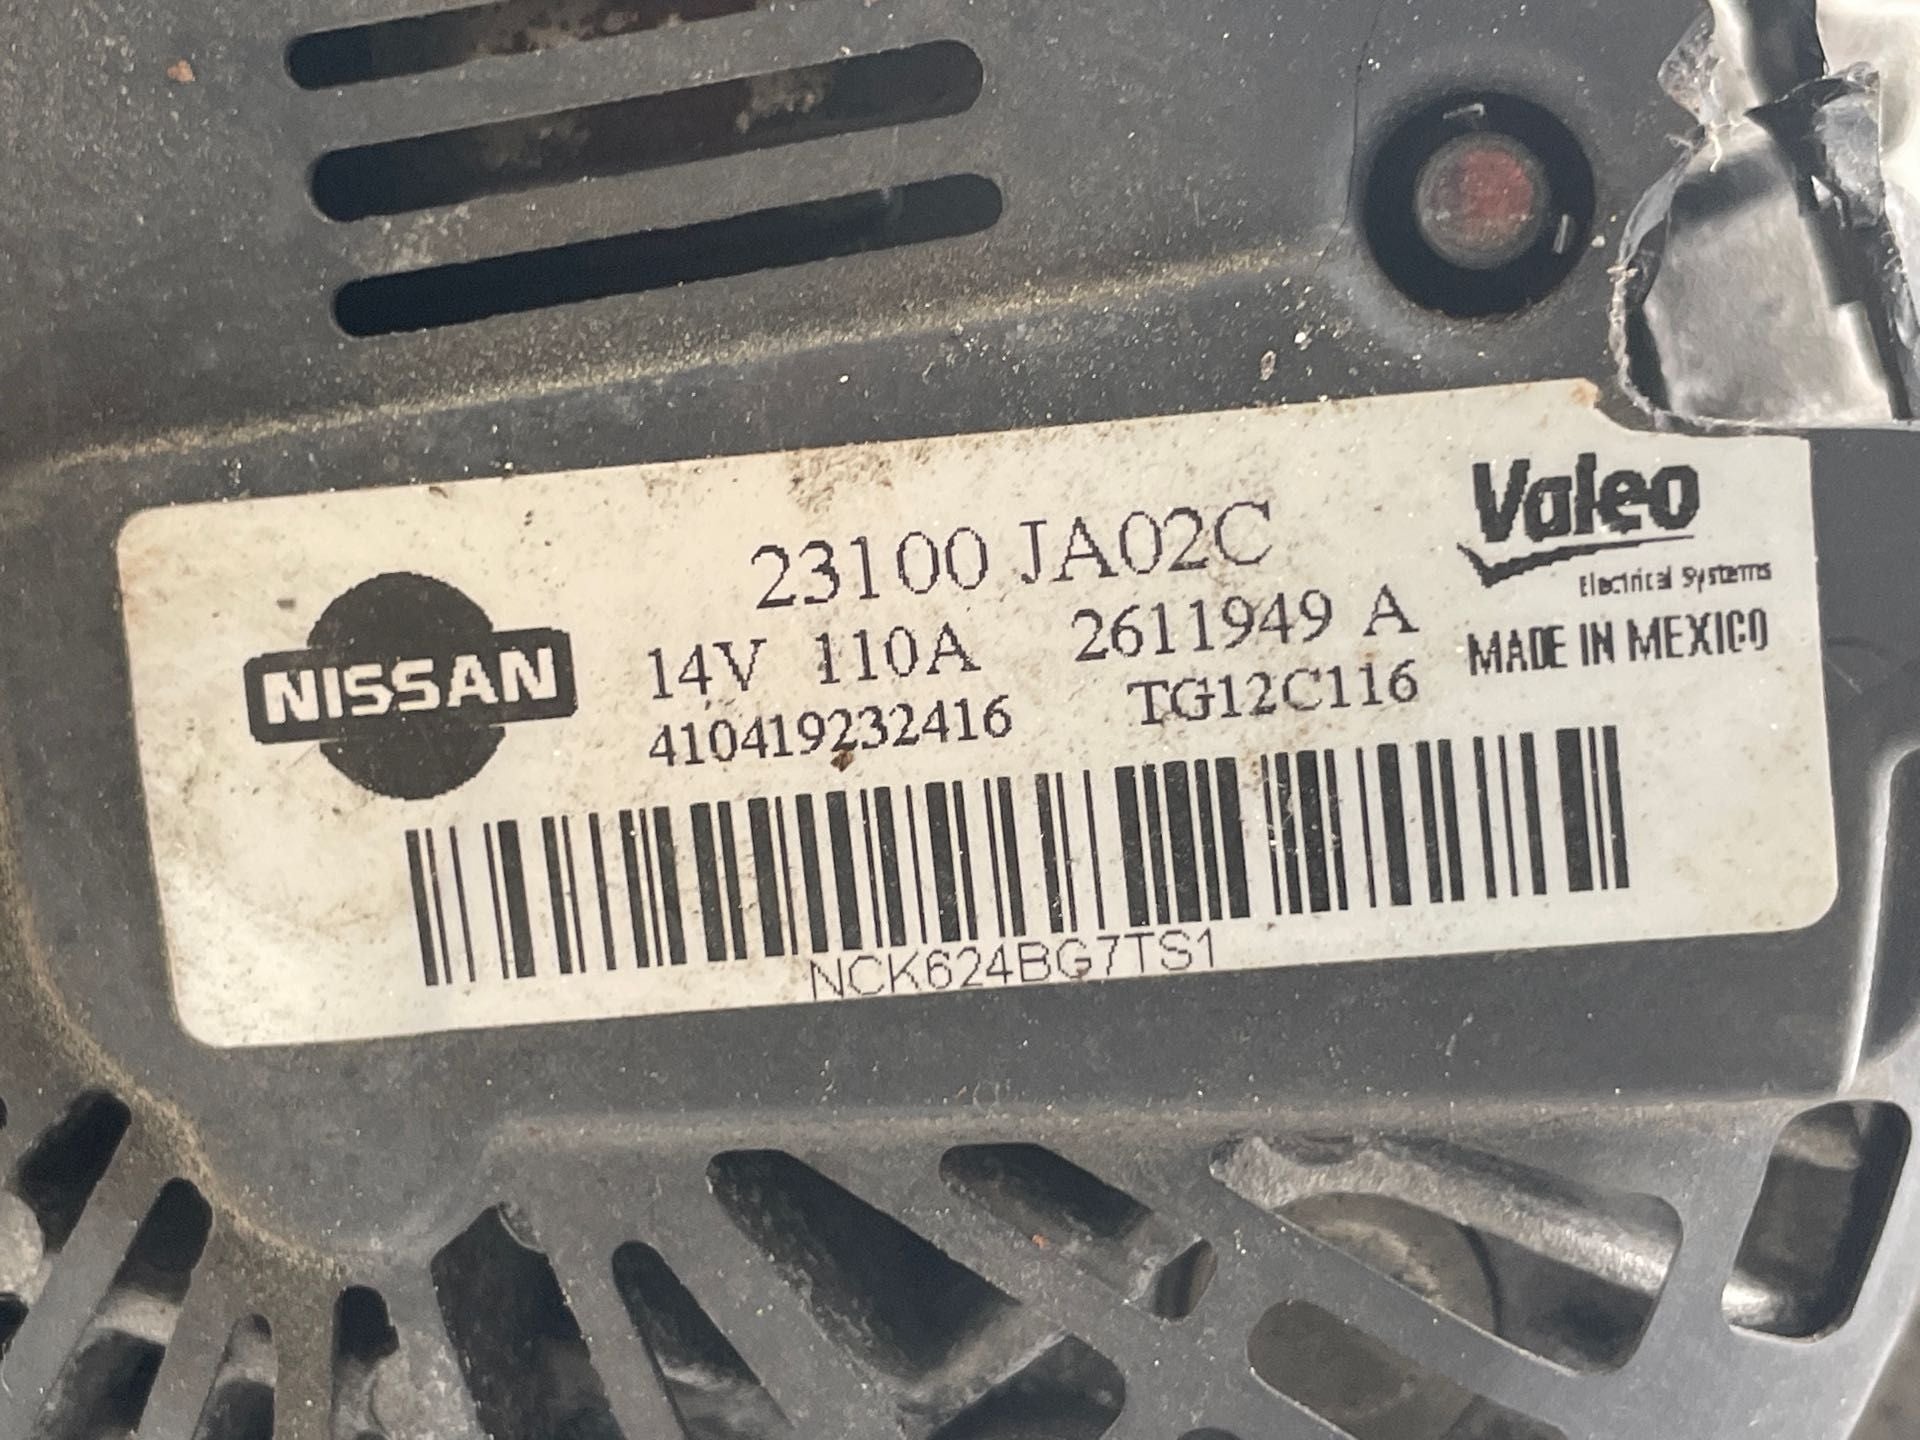 23100 JA02C
Valeo
Electrical Systems
NISSAN
14V 110A 2611949 A
MADE IN MEXICO
410419232416 TG12C116
NCK624BG7TS1